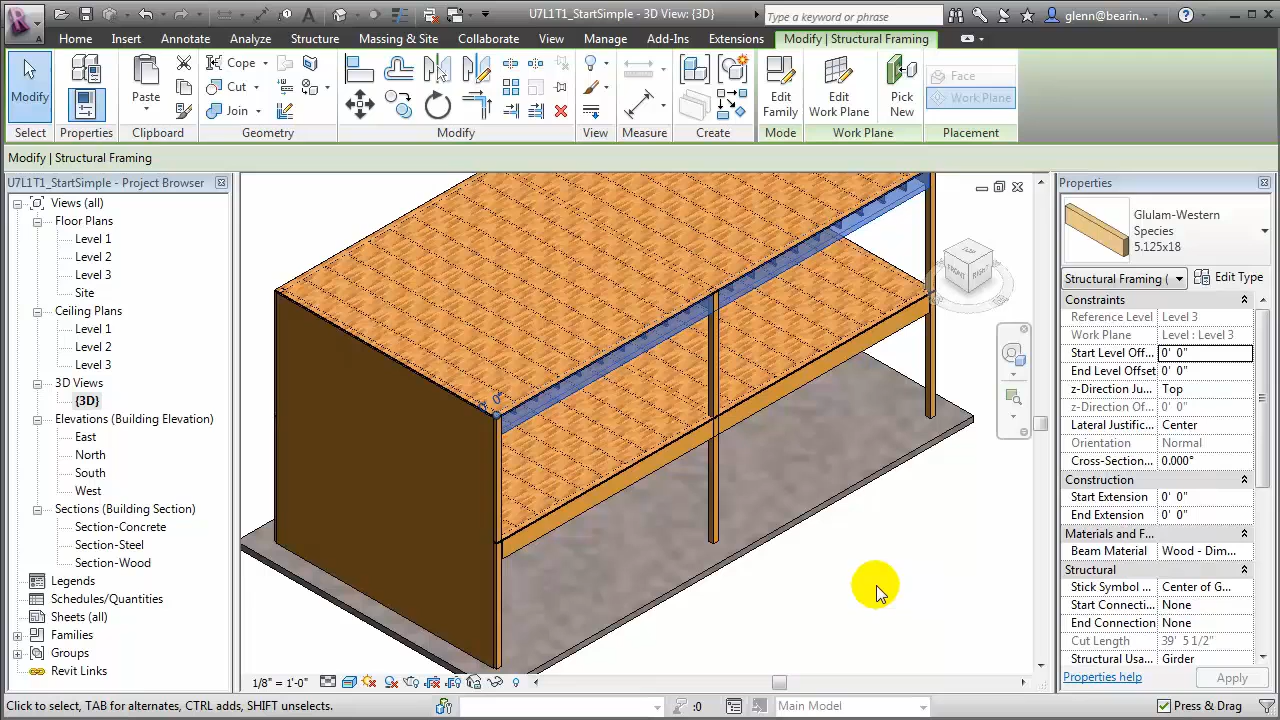 U7L1T1_StartSimple - 3D View: {3D}
Type a keyword or phrase
glenn@bearin...
Home Insert Annotate Analyze Structure Massing & Site Collaborate View Manage Add-Ins Extensions Modify | Structural Framing
Modify
Paste
Cope
Cut
Join
Edit Family
Edit Work Plane
Pick New
Face
Work Plane
Select Properties Clipboard Geometry Modify View Measure Create Mode Work Plane Placement
Modify | Structural Framing
U7L1T1_StartSimple - Project Browser
Views (all)
Floor Plans
Level 1
Level 2
Level 3
Site
Ceiling Plans
Level 1
Level 2
Level 3
3D Views
{3D}
Elevations (Building Elevation)
East
North
South
West
Sections (Building Section)
Section-Concrete
Section-Steel
Section-Wood
Legends
Schedules/Quantities
Sheets (all)
Families
Groups
Revit Links
FRONT
RIGHT
1/8" = 1'-0"
Properties
Glulam-Western
Species
5.125x18
Structural Framing (
Edit Type
Constraints
Reference Level Level 3
Work Plane Level : Level 3
Start Level Off... 0' 0"
End Level Offset 0' 0"
z-Direction Ju... Top
z-Direction Of... 0' 0"
Lateral Justific... Center
Orientation Normal
Cross-Section... 0.000°
Construction
Start Extension 0' 0"
End Extension 0' 0"
Materials and F...
Beam Material Wood - Dim...
Structural
Stick Symbol ... Center of G...
Start Connecti... None
End Connection None
Cut Length 39' 5 1/2"
Structural Usa... Girder
Properties help
Apply
Click to select, TAB for alternates, CTRL adds, SHIFT unselects.
:0
Main Model
Press & Drag